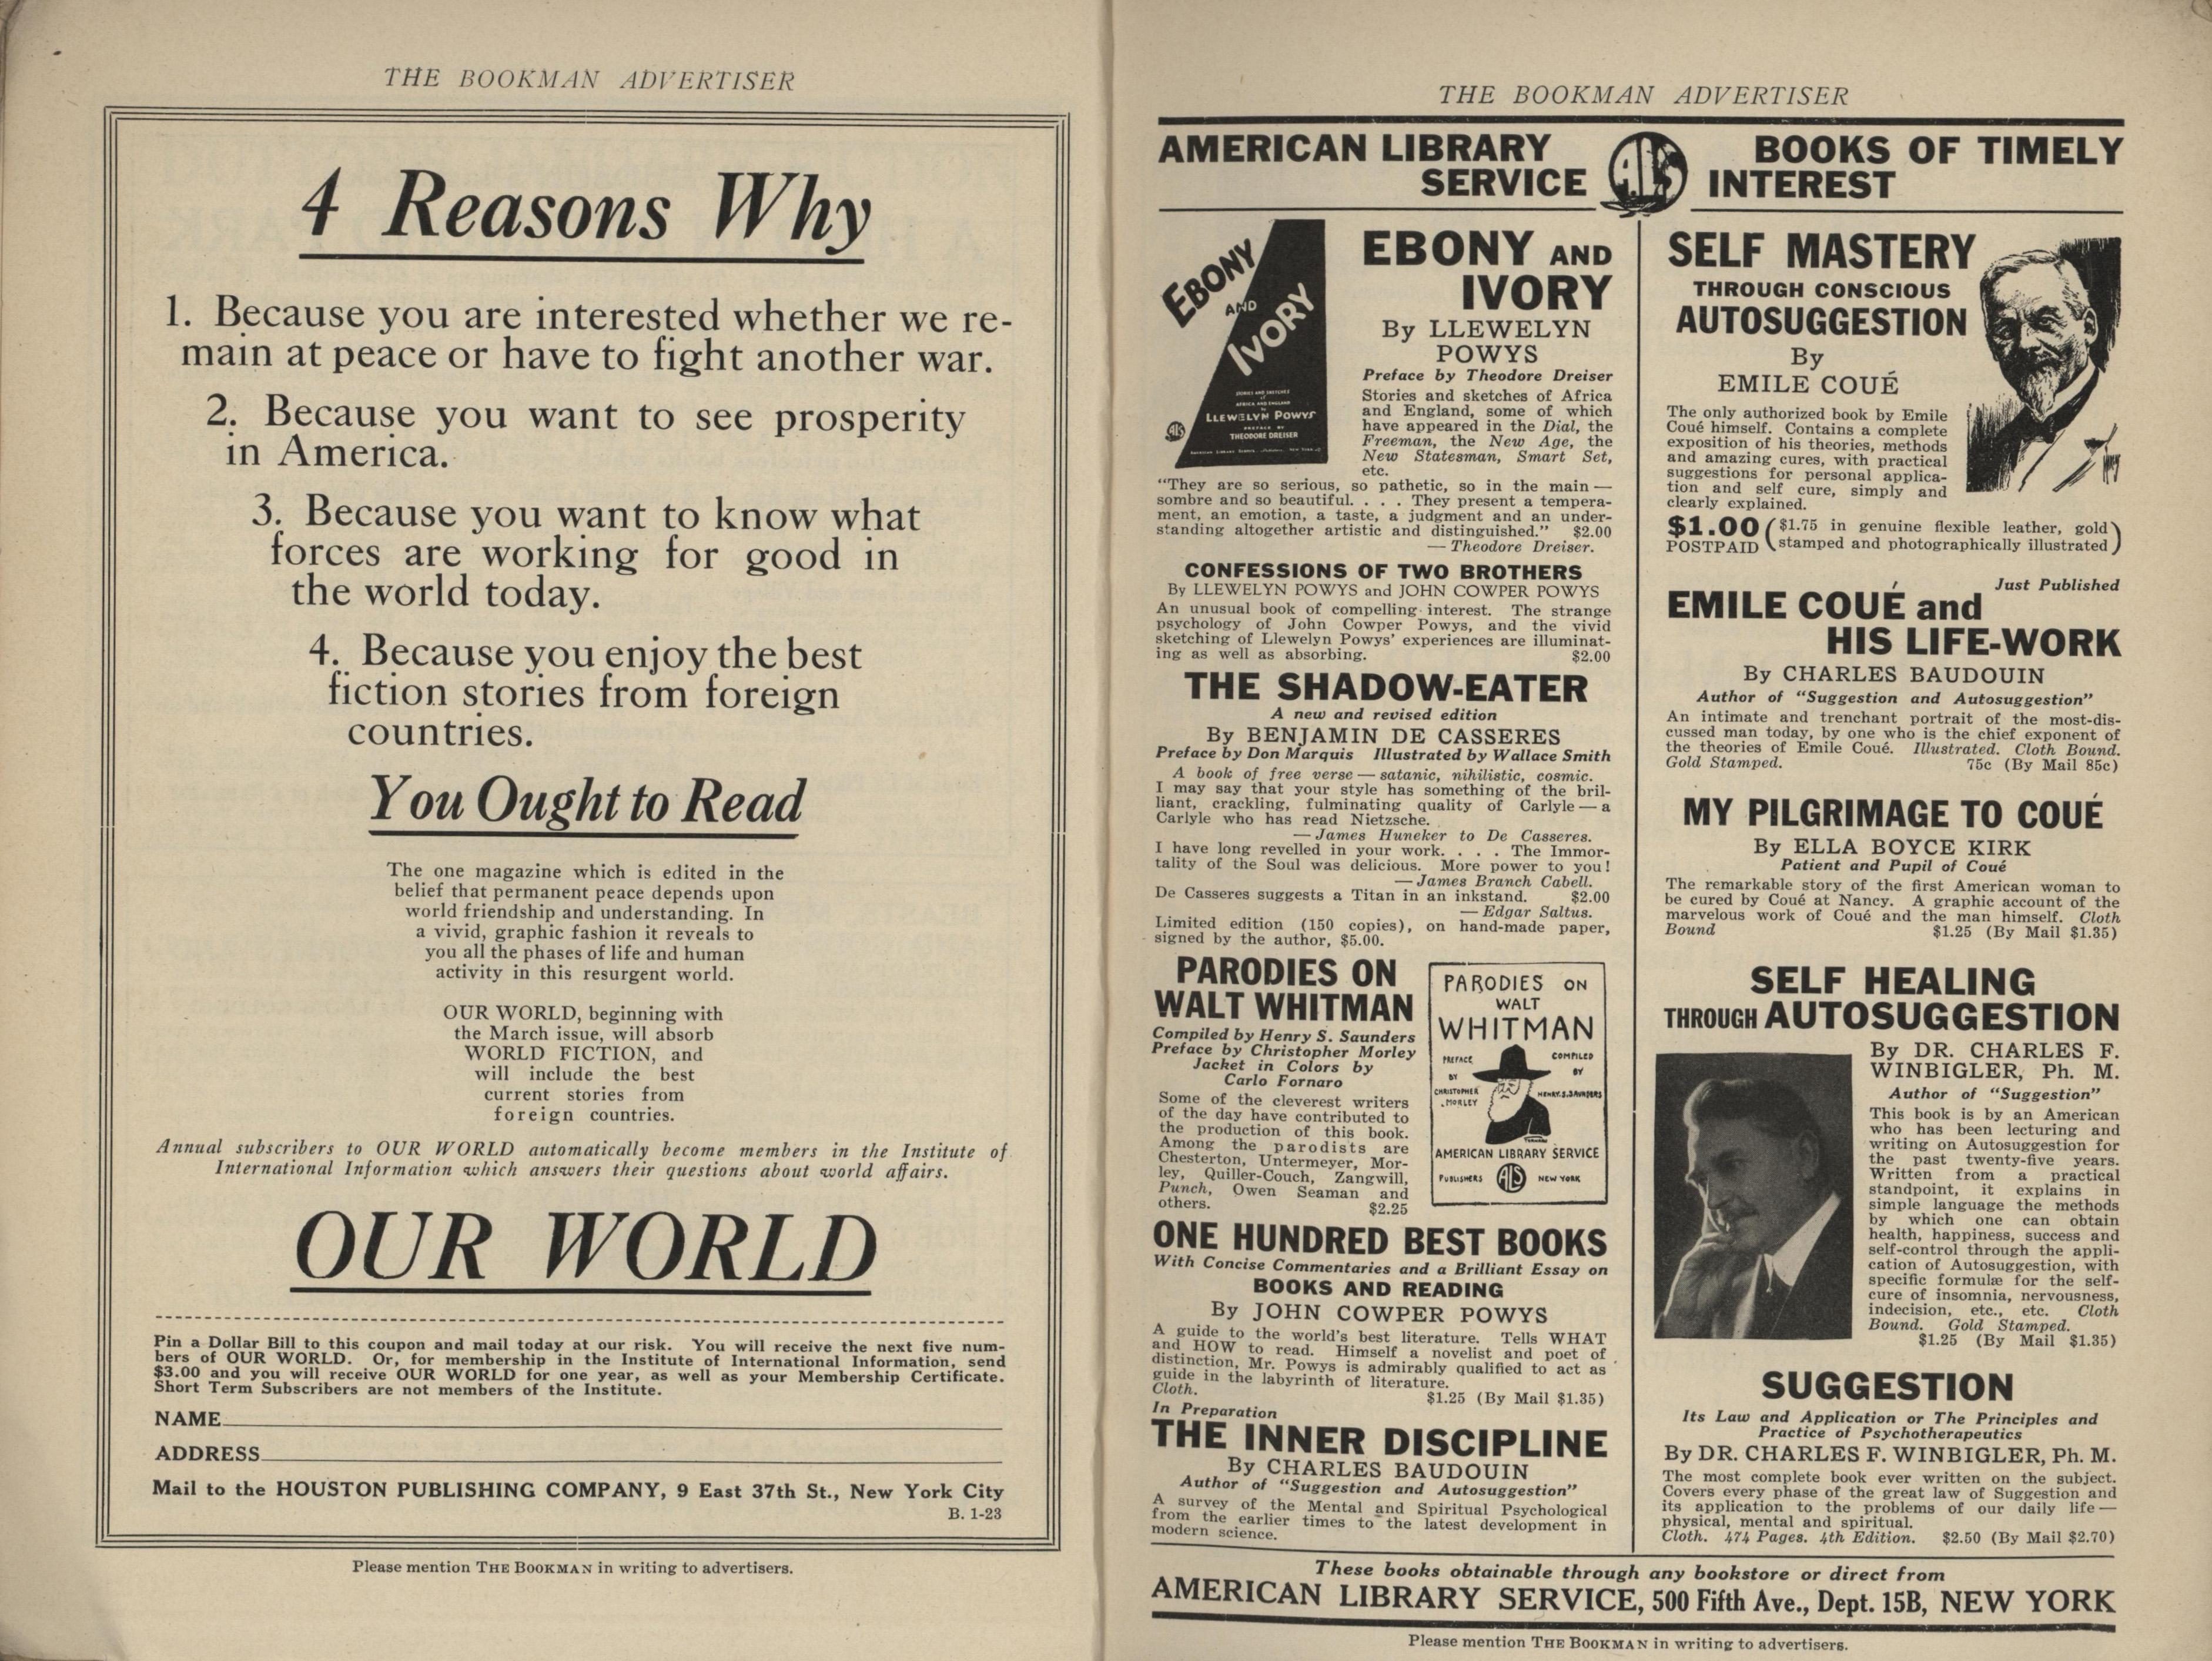 THE BOOKMAN ADVERTISER
4 Reasons Why
1. Because you are interested whether we re-
main at peace or have to fight another war.
2. Because you want to see prosperity
in America.
3. Because you want to know what
forces are working for good in
the world today.
4. Because you enjoy the best
fiction stories from foreign
countries.
You Ought to Read
The one magazine which is edited in the
belief that permanent peace depends upon
world friendship and understanding. In
a vivid, graphic fashion it reveals to
you all the phases of life and human
activity in this resurgent world.
OUR WORLD, beginning with
the March issue, will absorb
WORLD FICTION, and
will include the best
current stories from
foreign countries.
Annual subscribers to OUR WORLD automatically become members in the Institute of
International Information which answers their questions about world affairs.
OUR WORLD
Pin a Dollar Bill to this coupon and mail today at our risk. You will receive the next five num-
bers of OUR WORLD. Or, for membership in the Institute of International Information, send
$3.00 and you will receive OUR WORLD for one year, as well as your Membership Certificate.
Short Term Subscribers are not members of the Institute.
NAME
ADDRESS
Mail to the HOUSTON PUBLISHING COMPANY, 9 East 37th St., New York City
B. 1-23
Please mention THE BOOKMAN in writing to advertisers.
THE BOOKMAN ADVERTISER
AMERICAN LIBRARY
SERVICE
ALS
BOOKS OF TIMELY
INTEREST
EBONY
AND
IVORY
STORIES AND SKETCHES
of
AFRICA AND ENGLAND
by
LLEWELYN POWYS
PREFACE BY
THEODORE DREISER
ALS
EBONY AND
IVORY
By LLEWELYN
POWYS
Preface by Theodore Dreiser
Stories and sketches of Africa
and England, some of which
have appeared in the Dial, the
Freeman, the New Age, the
New Statesman, Smart Set,
etc.
"They are so serious, so pathetic, so in the main —
sombre and so beautiful. . . . They present a tempera-
ment, an emotion, a taste, a judgment and an under-
standing altogether artistic and distinguished." $2.00
— Theodore Dreiser.
CONFESSIONS OF TWO BROTHERS
By LLEWELYN POWYS and JOHN COWPER POWYS
An unusual book of compelling interest. The strange
psychology of John Cowper Powys, and the vivid
sketching of Llewelyn Powys' experiences are illuminat-
ing as well as absorbing. $2.00
THE SHADOW-EATER
A new and revised edition
By BENJAMIN DE CASSERES
Preface by Don Marquis Illustrated by Wallace Smith
A book of free verse — satanic, nihilistic, cosmic.
I may say that your style has something of the bril-
liant, crackling, fulminating quality of Carlyle — a
Carlyle who has read Nietzsche.
— James Huneker to De Casseres.
I have long revelled in your work. . . . The Immor-
tality of the Soul was delicious. More power to you!
— James Branch Cabell.
De Casseres suggests a Titan in an inkstand. $2.00
— Edgar Saltus.
Limited edition (150 copies), on hand-made paper,
signed by the author, $5.00.
PARODIES ON
WALT WHITMAN
Compiled by Henry S. Saunders
Preface by Christopher Morley
Jacket in Colors by
Carlo Fornaro
Some of the cleverest writers
of the day have contributed to
the production of this book.
Among the parodists are
Chesterton, Untermeyer, Mor-
ley, Quiller-Couch, Zangwill,
Punch, Owen Seaman and
others. $2.25
PARODIES ON
WALT
WHITMAN
PREFACE
BY
CHRISTOPHER
MORLEY
COMPILED
BY
HENRY.S.SAUNDERS
AMERICAN LIBRARY SERVICE
PUBLISHERS ALS NEW YORK
ONE HUNDRED BEST BOOKS
With Concise Commentaries and a Brilliant Essay on
BOOKS AND READING
By JOHN COWPER POWYS
A guide to the world's best literature. Tells WHAT
and HOW to read. Himself a novelist and poet of
distinction, Mr. Powys is admirably qualified to act as
guide in the labyrinth of literature.
Cloth. $1.25 (By Mail $1.35)
In Preparation
THE INNER DISCIPLINE
By CHARLES BAUDOUIN
Author of "Suggestion and Autosuggestion"
A survey of the Mental and Spiritual Psychological
from the earlier times to the latest development in
modern science.
SELF MASTERY
THROUGH CONSCIOUS
AUTOSUGGESTION
By
EMILE COUÉ
The only authorized book by Emile
Coué himself. Contains a complete
exposition of his theories, methods
and amazing cures, with practical
suggestions for personal applica-
tion and self cure, simply and
clearly explained.
$1.00 ($1.75 in genuine flexible leather, gold
POSTPAID stamped and photographically illustrated)
Just Published
EMILE COUÉ and
HIS LIFE-WORK
By CHARLES BAUDOUIN
Author of "Suggestion and Autosuggestion"
An intimate and trenchant portrait of the most-dis-
cussed man today, by one who is the chief exponent of
the theories of Emile Coué. Illustrated. Cloth Bound.
Gold Stamped. 75c (By Mail 85c)
MY PILGRIMAGE TO COUÉ
By ELLA BOYCE KIRK
Patient and Pupil of Coué
The remarkable story of the first American woman to
be cured by Coué at Nancy. A graphic account of the
marvelous work of Coué and the man himself. Cloth
Bound $1.25 (By Mail $1.35)
SELF HEALING
THROUGH AUTOSUGGESTION
By DR. CHARLES F.
WINBIGLER, Ph. M.
Author of "Suggestion"
This book is by an American
who has been lecturing and
writing on Autosuggestion for
the past twenty-five years.
Written from a practical
standpoint, it explains in
simple language the methods
by which one can obtain
health, happiness, success and
self-control through the appli-
cation of Autosuggestion, with
specific formulæ for the self-
cure of insomnia, nervousness,
indecision, etc., etc. Cloth
Bound. Gold Stamped.
$1.25 (By Mail $1.35)
SUGGESTION
Its Law and Application or The Principles and
Practice of Psychotherapeutics
By DR. CHARLES F. WINBIGLER, Ph. M.
The most complete book ever written on the subject.
Covers every phase of the great law of Suggestion and
its application to the problems of our daily life —
physical, mental and spiritual.
Cloth. 474 Pages. 4th Edition. $2.50 (By Mail $2.70)
These books obtainable through any bookstore or direct from
AMERICAN LIBRARY SERVICE, 500 Fifth Ave., Dept. 15B, NEW YORK
Please mention THE BOOKMAN in writing to advertisers.